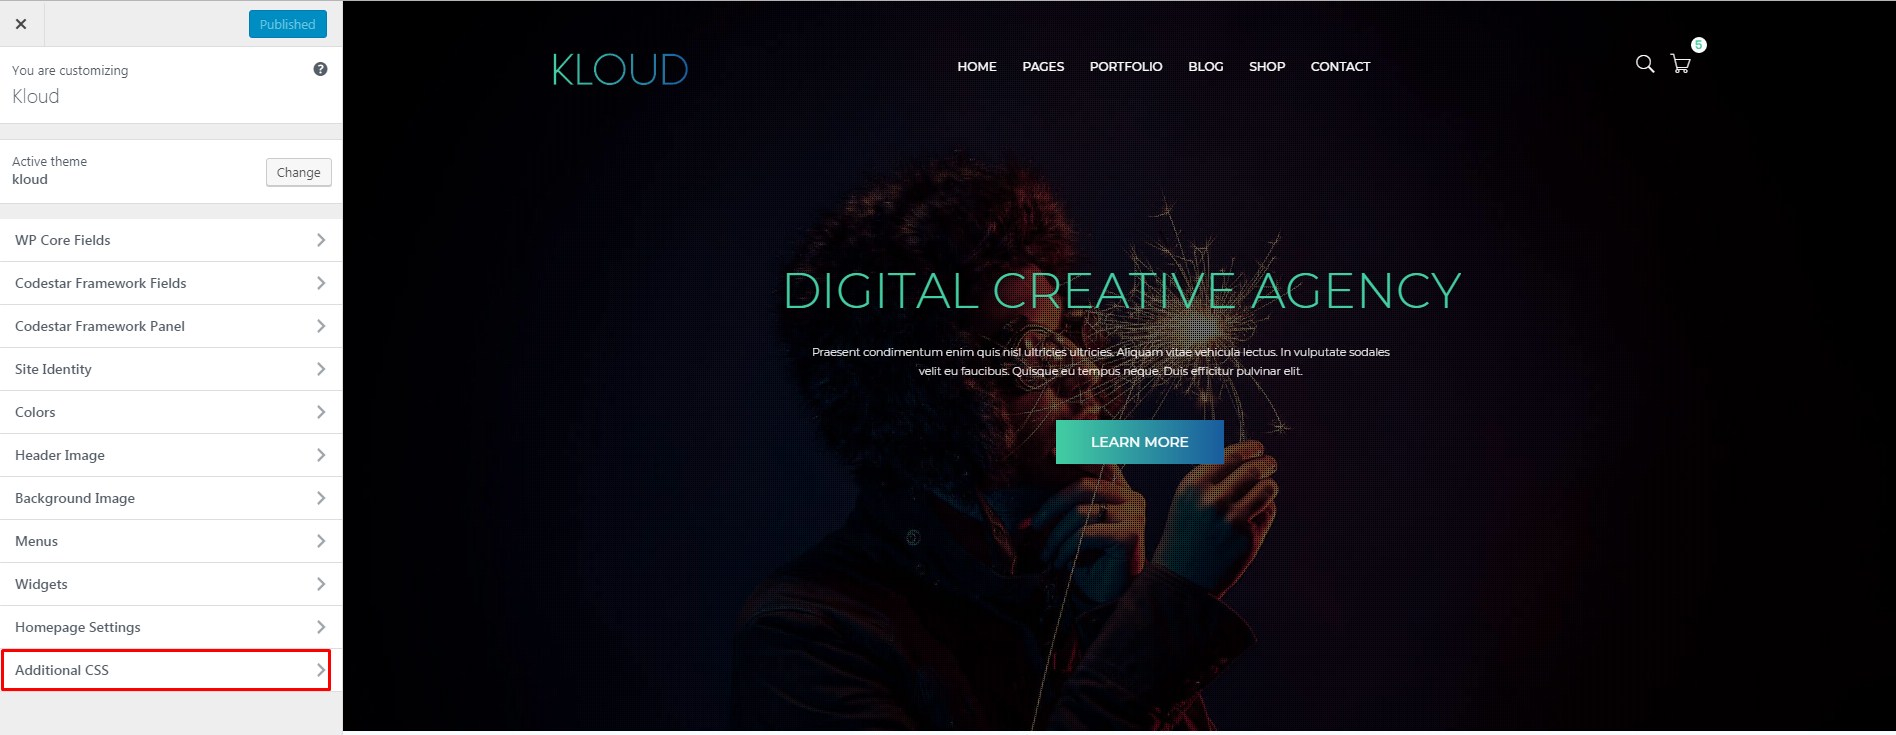 Published
You are customizing
Kloud
Active theme
kloud
Change
WP Core Fields
Codestar Framework Fields
Codestar Framework Panel
Site Identity
Colors
Header Image
Background Image
Menus
Widgets
Homepage Settings
Additional CSS
KLOUD
HOME PAGES PORTFOLIO BLOG SHOP CONTACT
5
DIGITAL CREATIVE AGENCY
Praesent condimentum enim quis nisl ultricies ultricies. Aliquam vitae vehicula lectus. In vulputate sodales
velit eu faucibus. Quisque eu tempus neque. Duis efficitur pulvinar elit.
LEARN MORE